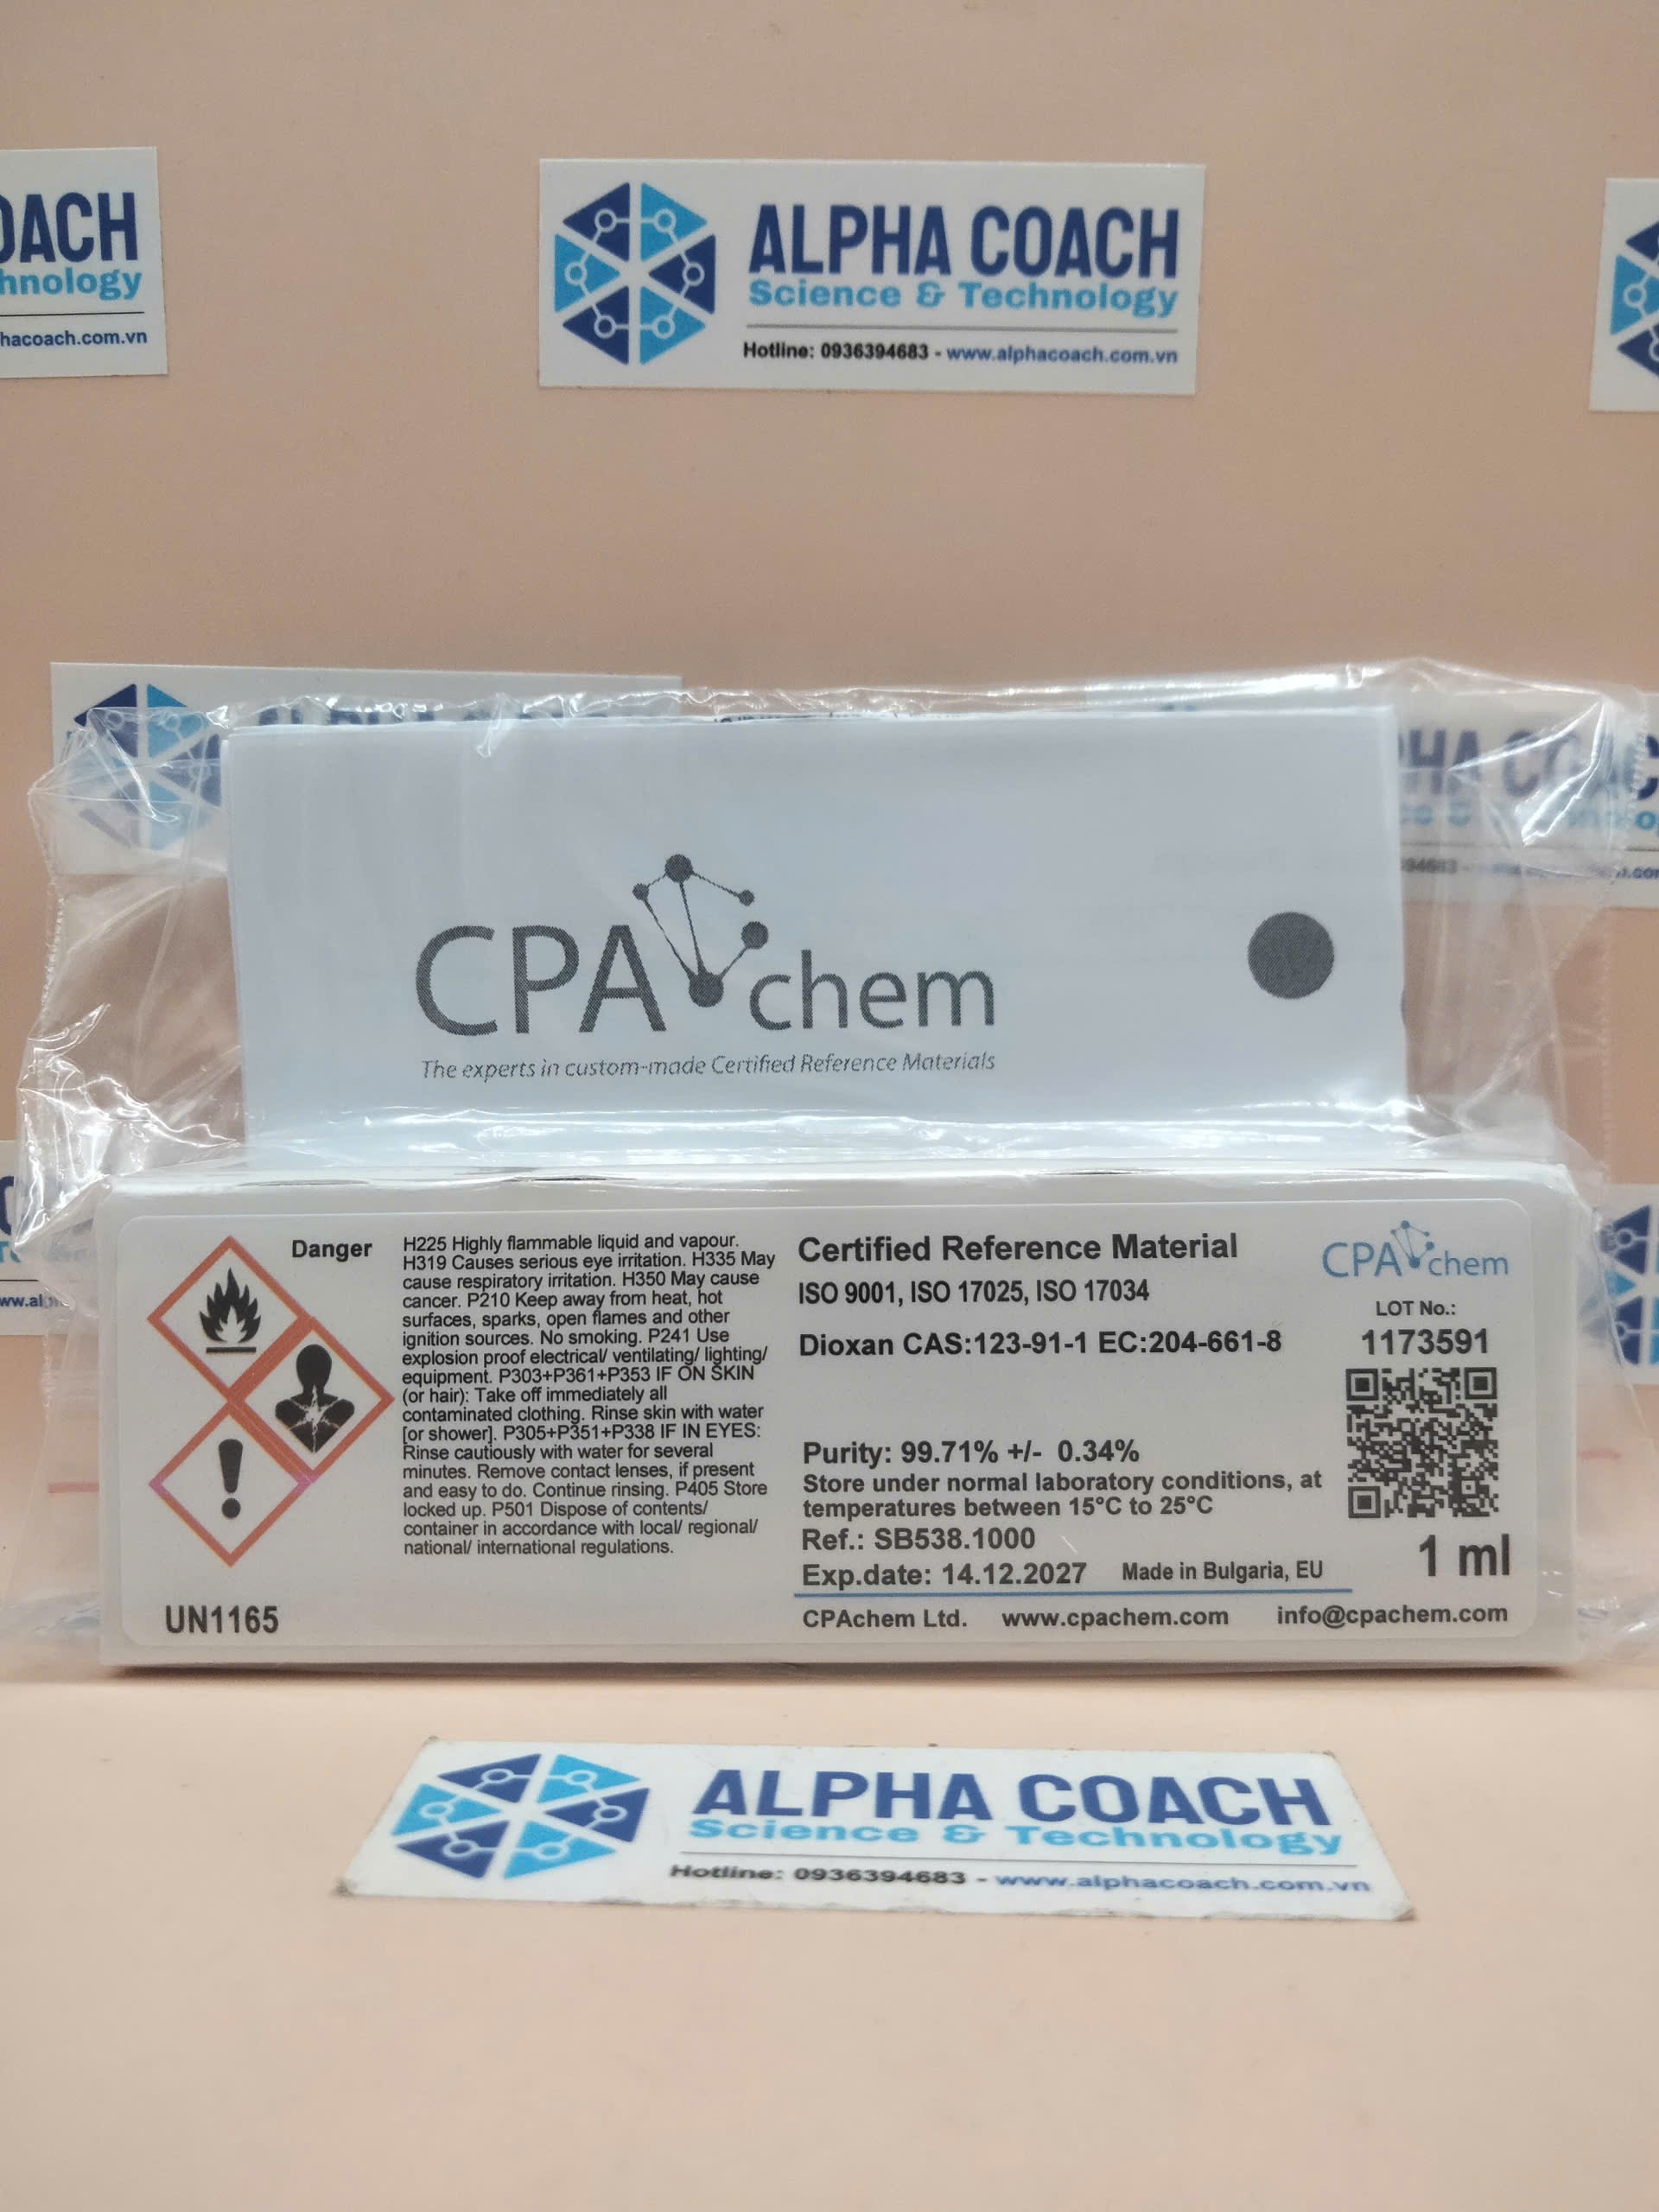 OACH
hnology
hacoach.com.vn
ALPHA COACH
Science & Technology
Hotline: 0936394683 - www.alphacoach.com.vn
CPA chem
The experts in custom-made Certified Reference Materials
Danger
H225 Highly flammable liquid and vapour.
H319 Causes serious eye irritation. H335 May
cause respiratory irritation. H350 May cause
cancer. P210 Keep away from heat, hot
surfaces, sparks, open flames and other
ignition sources. No smoking. P241 Use
explosion proof electrical/ ventilating/ lighting/
equipment. P303+P361+P353 IF ON SKIN
(or hair): Take off immediately all
contaminated clothing. Rinse skin with water
[or shower]. P305+P351+P338 IF IN EYES:
Rinse cautiously with water for several
minutes. Remove contact lenses, if present
and easy to do. Continue rinsing. P405 Store
locked up. P501 Dispose of contents/
container in accordance with local/ regional/
national/ international regulations.
UN1165
Certified Reference Material
ISO 9001, ISO 17025, ISO 17034
Dioxan CAS:123-91-1 EC:204-661-8
Purity: 99.71% +/- 0.34%
Store under normal laboratory conditions, at
temperatures between 15°C to 25°C
Ref.: SB538.1000
Exp.date: 14.12.2027 Made in Bulgaria, EU
CPAchem Ltd. www.cpachem.com info@cpachem.com
CPA chem
LOT No.:
1173591
1 ml
ALPHA COACH
Science & Technology
Hotline: 0936394683 - www.alphacoach.com.vn